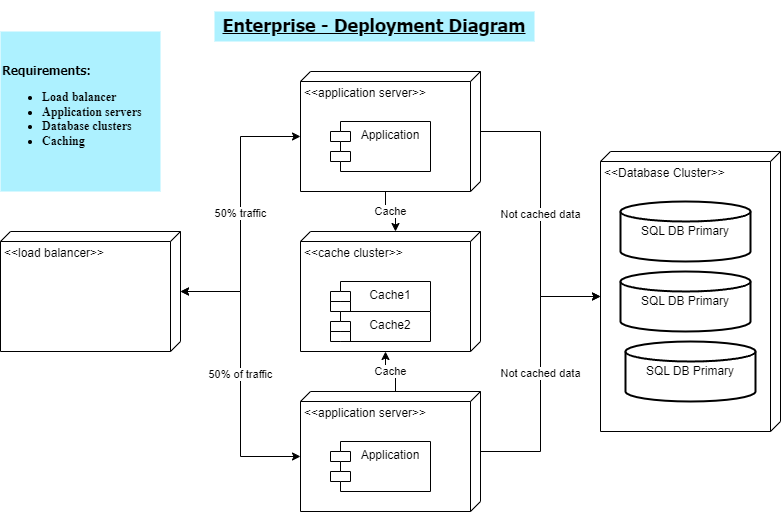 Enterprise - Deployment Diagram
Requirements:
Load balancer
Application servers
Database clusters
Caching
<<application server>>
Application
50% traffic
Cache
Not cached data
<<load balancer>>
<<cache cluster>>
Cache1
Cache2
<<Database Cluster>>
SQL DB Primary
SQL DB Primary
SQL DB Primary
50% of traffic
Cache
Not cached data
<<application server>>
Application